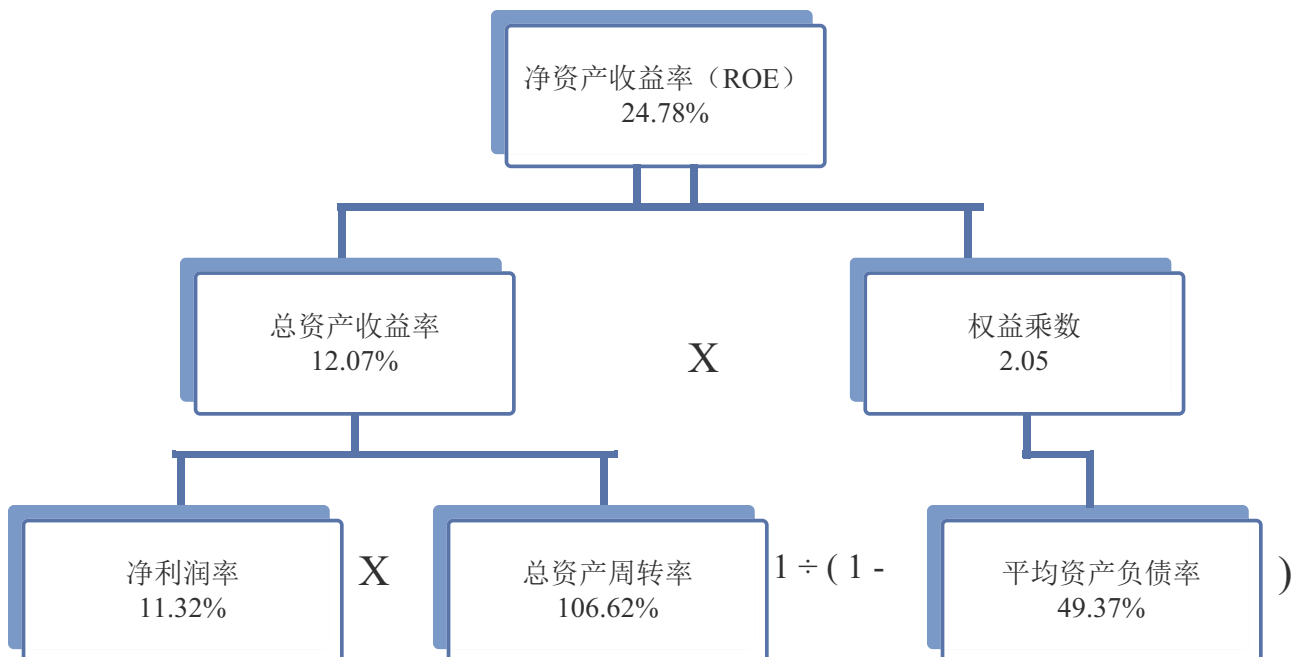 净资产收益率（ROE）
24.78%
总资产收益率
12.07%
X
权益乘数
2.05
净利润率
11.32%
X
总资产周转率
106.62%
1 ÷ ( 1 -
平均资产负债率
49.37%
)